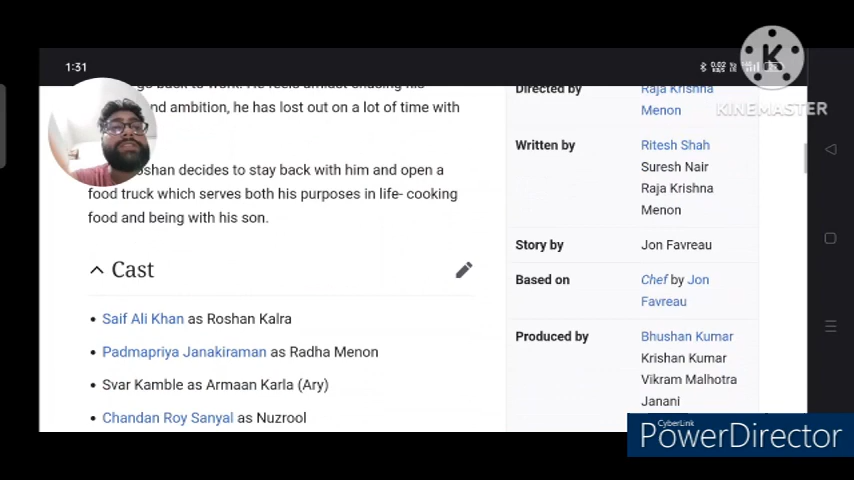 1:31
0.02
KB/S
KINEMASTER
go back to work. He feels amidst chasing his
nd ambition, he has lost out on a lot of time with
oshan decides to stay back with him and open a
food truck which serves both his purposes in life- cooking
food and being with his son.
Cast
• Saif Ali Khan as Roshan Kalra
• Padmapriya Janakiraman as Radha Menon
• Svar Kamble as Armaan Karla (Ary)
• Chandan Roy Sanyal as Nuzrool
Directed by Raja Krishna
Menon
Written by Ritesh Shah
Suresh Nair
Raja Krishna
Menon
Story by Jon Favreau
Based on Chef by Jon
Favreau
Produced by Bhushan Kumar
Krishan Kumar
Vikram Malhotra
Janani
CyberLink
PowerDirector